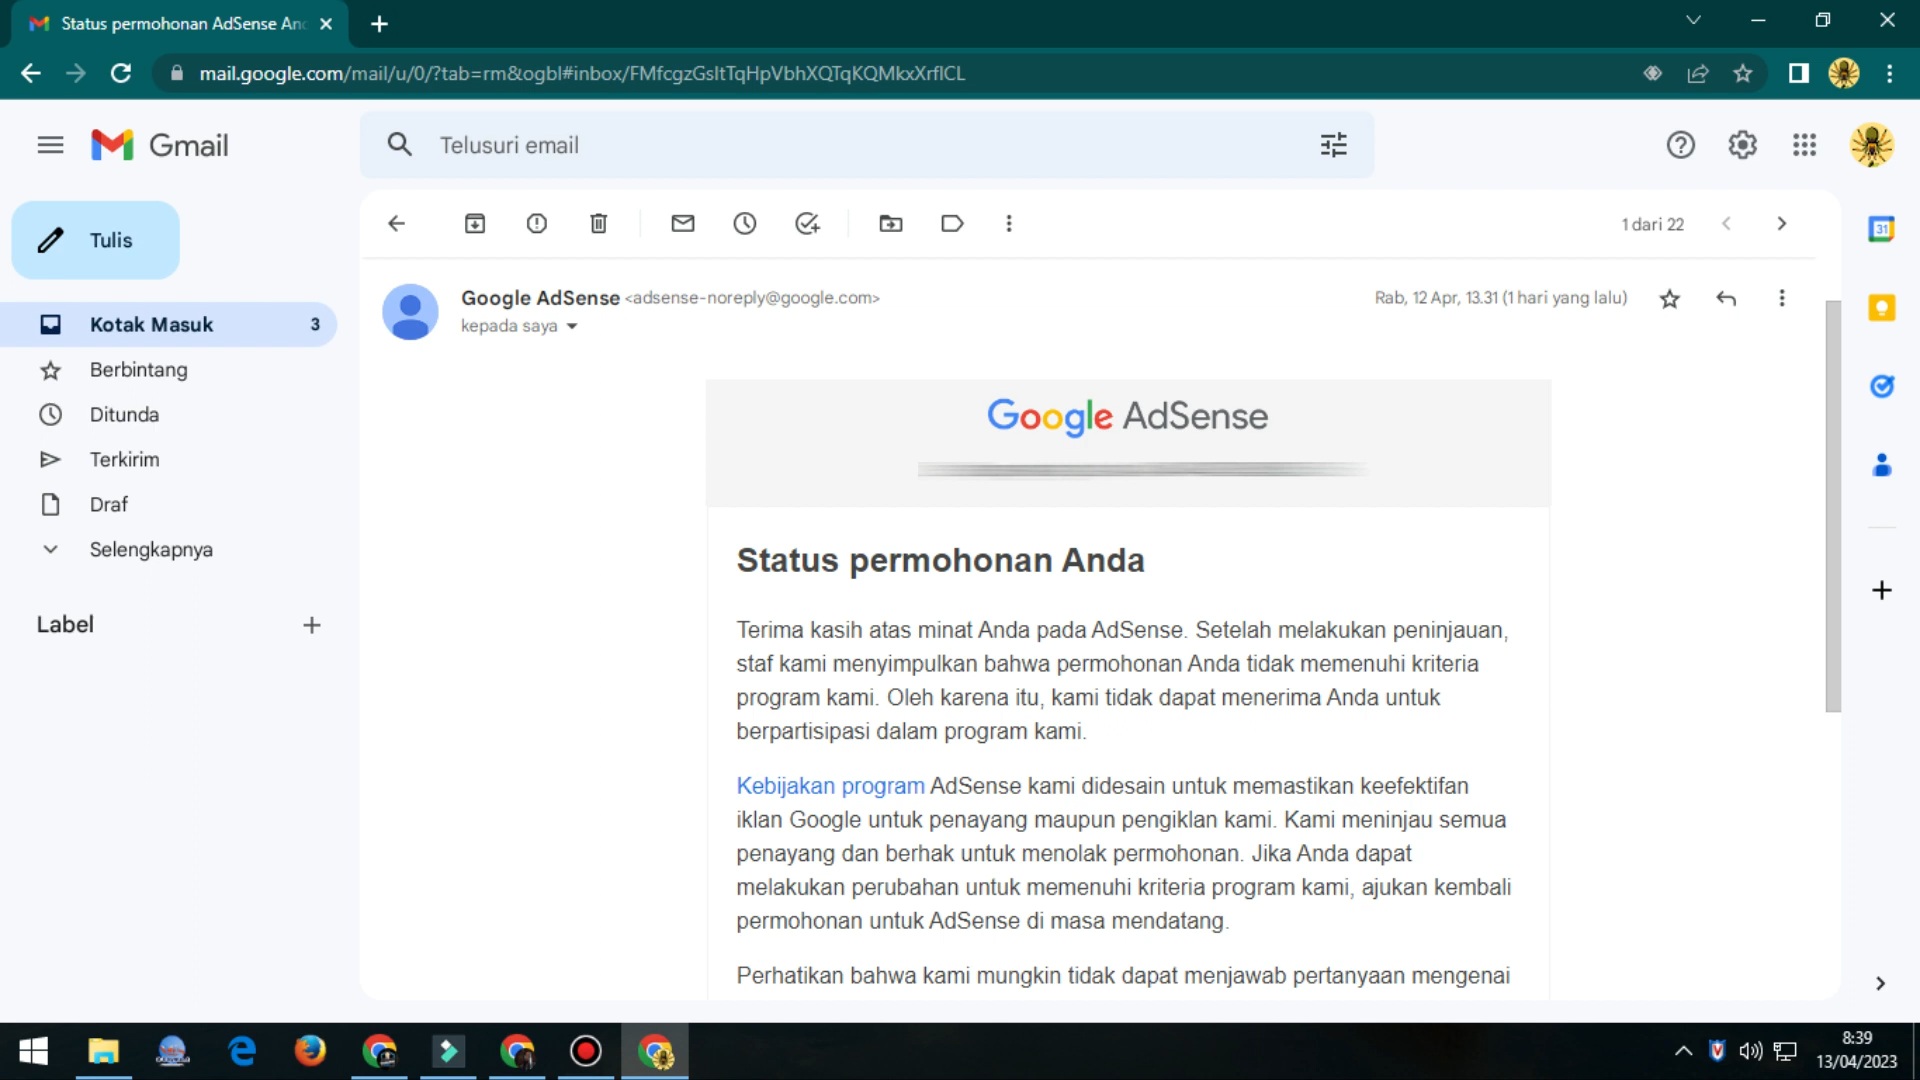 Status permohonan AdSense An
mail.google.com/mail/u/0/?tab=rm&ogbl#inbox/FMfcgzGsltTqHpVbhXQTqKQMkxXrflCL
Gmail
Telusuri email
Tulis
1 dari 22
31
Google AdSense <adsense-noreply@google.com>
Rab, 12 Apr, 13.31 (1 hari yang lalu)
kepada saya
Kotak Masuk 3
Berbintang
Ditunda
Terkirim
Draf
Selengkapnya
Label
Google AdSense
Status permohonan Anda
Terima kasih atas minat Anda pada AdSense. Setelah melakukan peninjauan,
staf kami menyimpulkan bahwa permohonan Anda tidak memenuhi kriteria
program kami. Oleh karena itu, kami tidak dapat menerima Anda untuk
berpartisipasi dalam program kami.
Kebijakan program AdSense kami didesain untuk memastikan keefektifan
iklan Google untuk penayang maupun pengiklan kami. Kami meninjau semua
penayang dan berhak untuk menolak permohonan. Jika Anda dapat
melakukan perubahan untuk memenuhi kriteria program kami, ajukan kembali
permohonan untuk AdSense di masa mendatang.
Perhatikan bahwa kami mungkin tidak dapat menjawab pertanyaan mengenai
8:39
13/04/2023